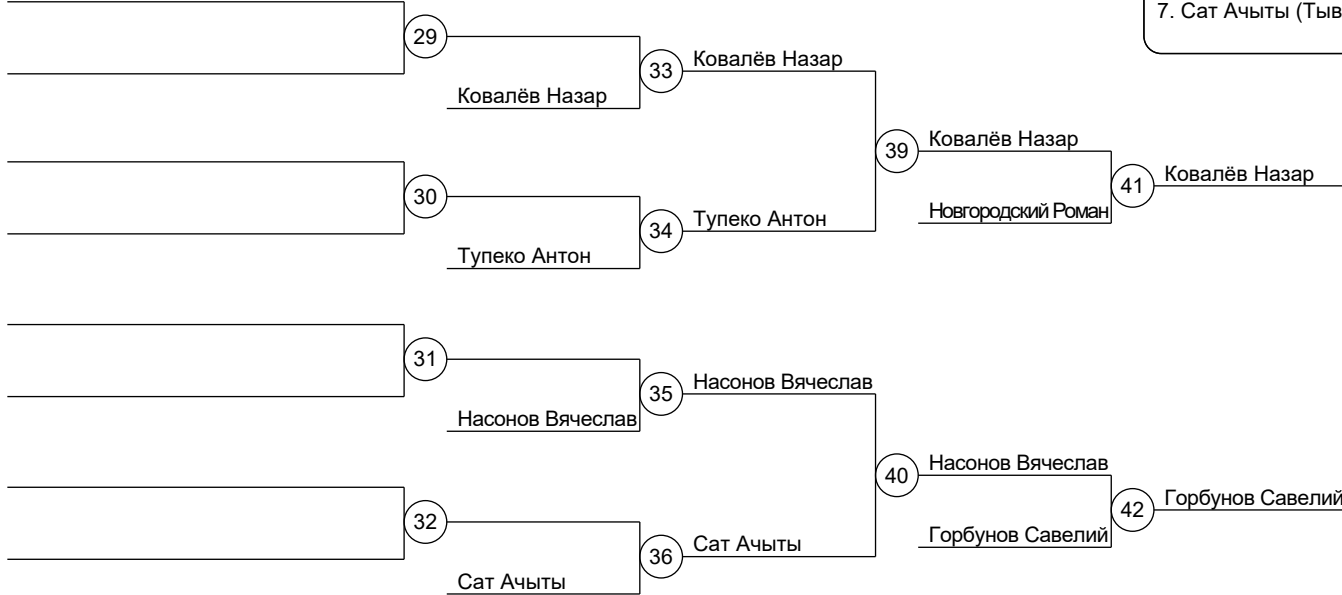 7. Сат Ачыты (Тыв
29
Ковалёв Назар
33
Ковалёв Назар
39
Ковалёв Назар
41
Ковалёв Назар
Новгородский Роман
30
34
Тупеко Антон
Тупеко Антон
31
35
Насонов Вячеслав
Насонов Вячеслав
40
Насонов Вячеслав
42
Горбунов Савелий
Горбунов Савелий
32
36
Сат Ачыты
Сат Ачыты